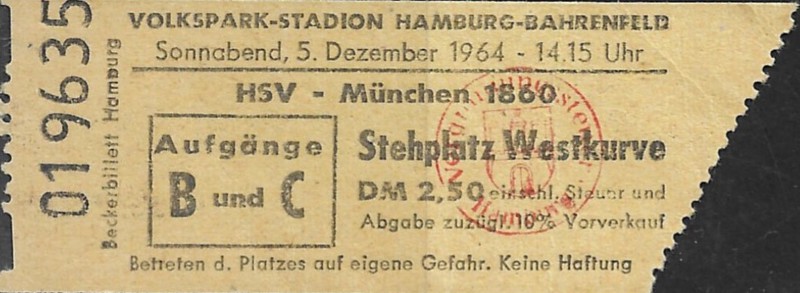 VOLKSPARK-STADION HAMBURG-BAHRENFELD
Sonnabend, 5. Dezember 1964 - 14.15 Uhr
HSV - München 1860
Aufgänge
B und C
Stehplatz Westkurve
DM 2,50 einschl. Steuer und
Abgabe zuzügl. 10% Vorverkauf
Betreten d. Platzes auf eigene Gefahr. Keine Haftung
019635
Beckerbillett Hamburg